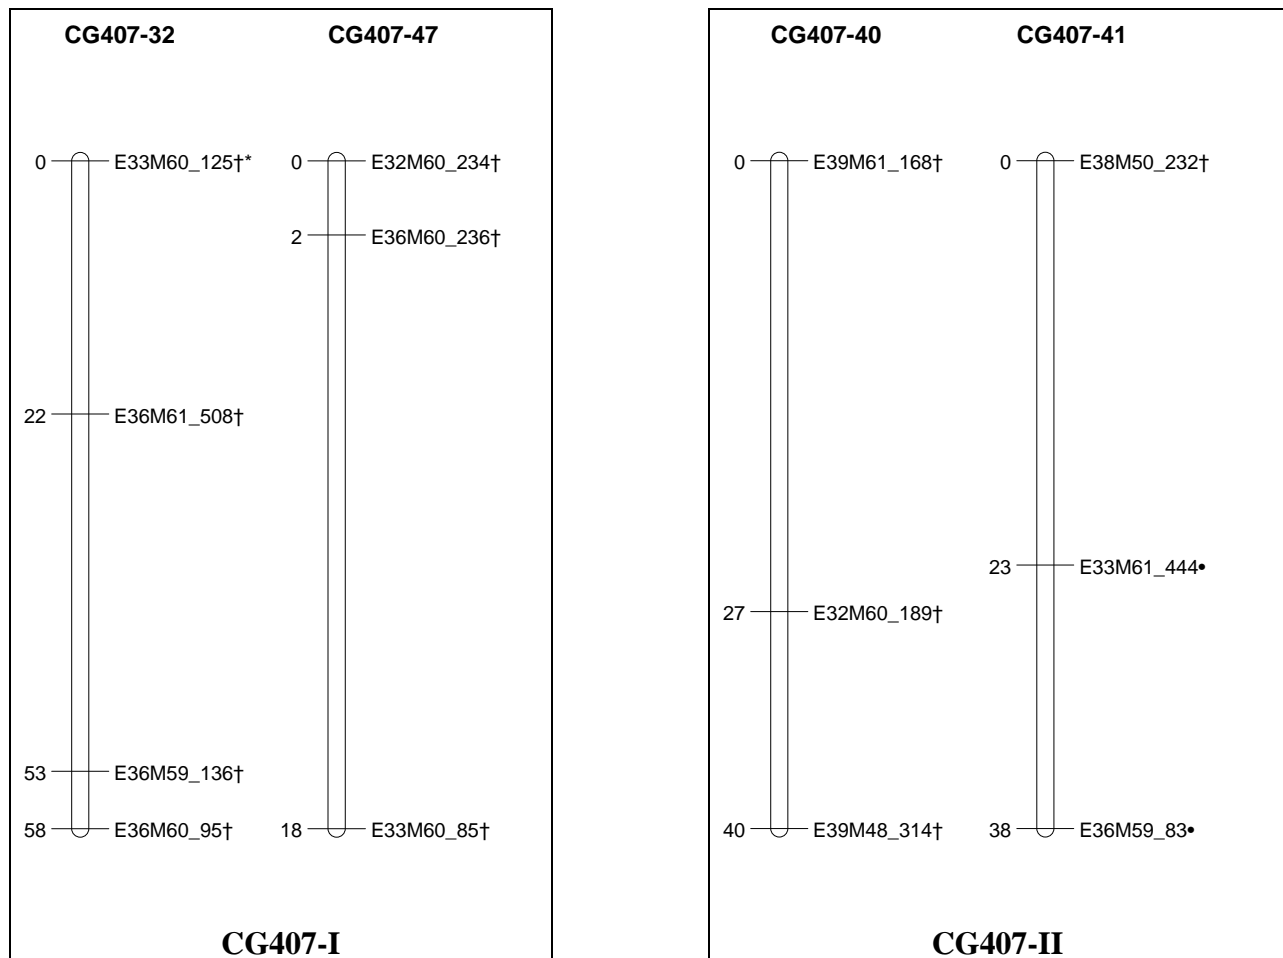 CG407-32 CG407-47
0 E33M60_125†* 0 E32M60_234†
2 E36M60_236†
22 E36M61_508†
53 E36M59_136†
58 E36M60_95† 18 E33M60_85†
CG407-I
CG407-40 CG407-41
0 E39M61_168† 0 E38M50_232†
23 E33M61_444•
27 E32M60_189†
40 E39M48_314† 38 E36M59_83•
CG407-II